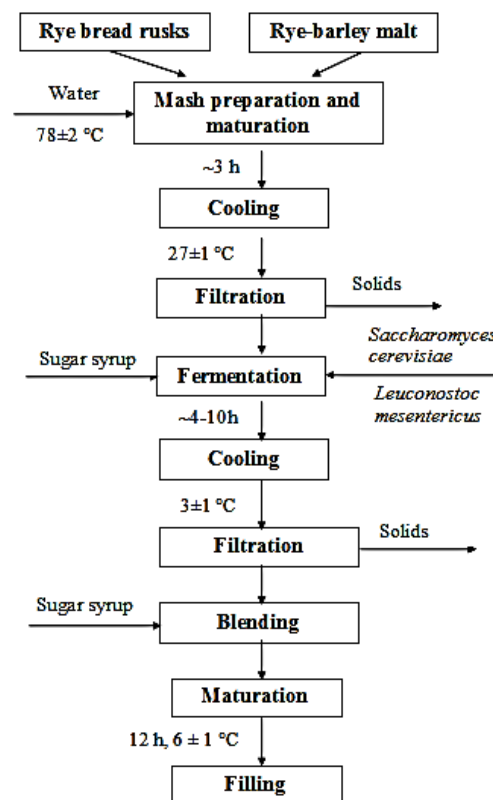 Rye bread rusks
Rye-barley malt
Water
78±2 °C
Mash preparation and
maturation
~3 h
Cooling
27±1 °C
Filtration
Solids
Saccharomyces
cerevisiae
Sugar syrup
Fermentation
Leuconostoc
mesentericus
~4-10h
Cooling
3±1 °C
Filtration
Solids
Sugar syrup
Blending
Maturation
12 h, 6 ± 1 °C
Filling